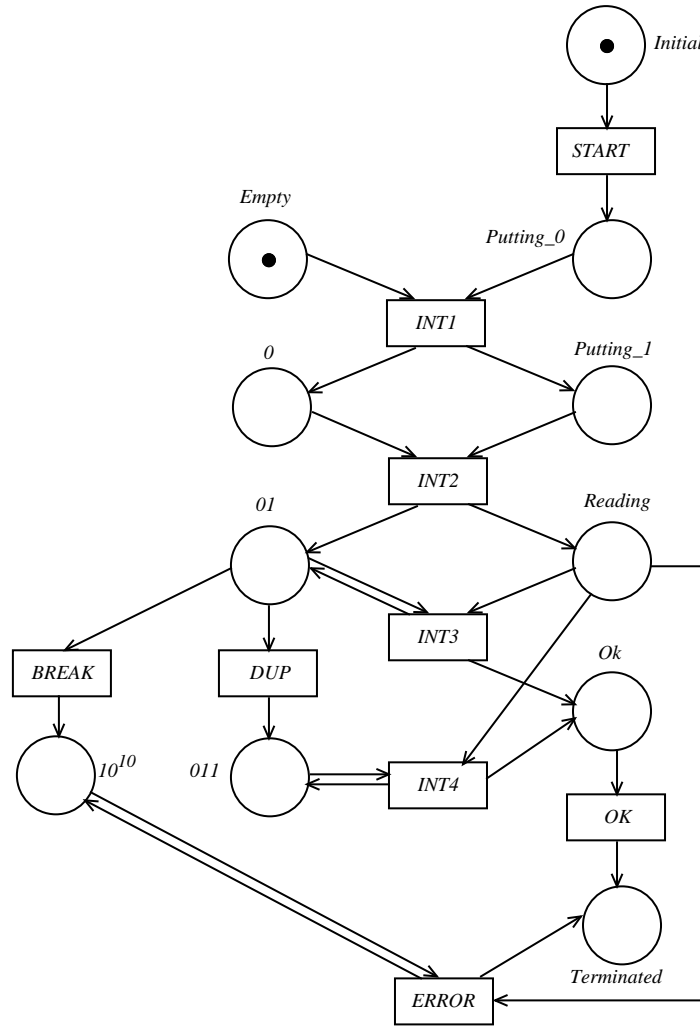 Initial
START
Empty
Putting_0
INT1
0
Putting_1
INT2
01
Reading
INT3
BREAK
DUP
Ok
10^10
011
INT4
OK
Terminated
ERROR